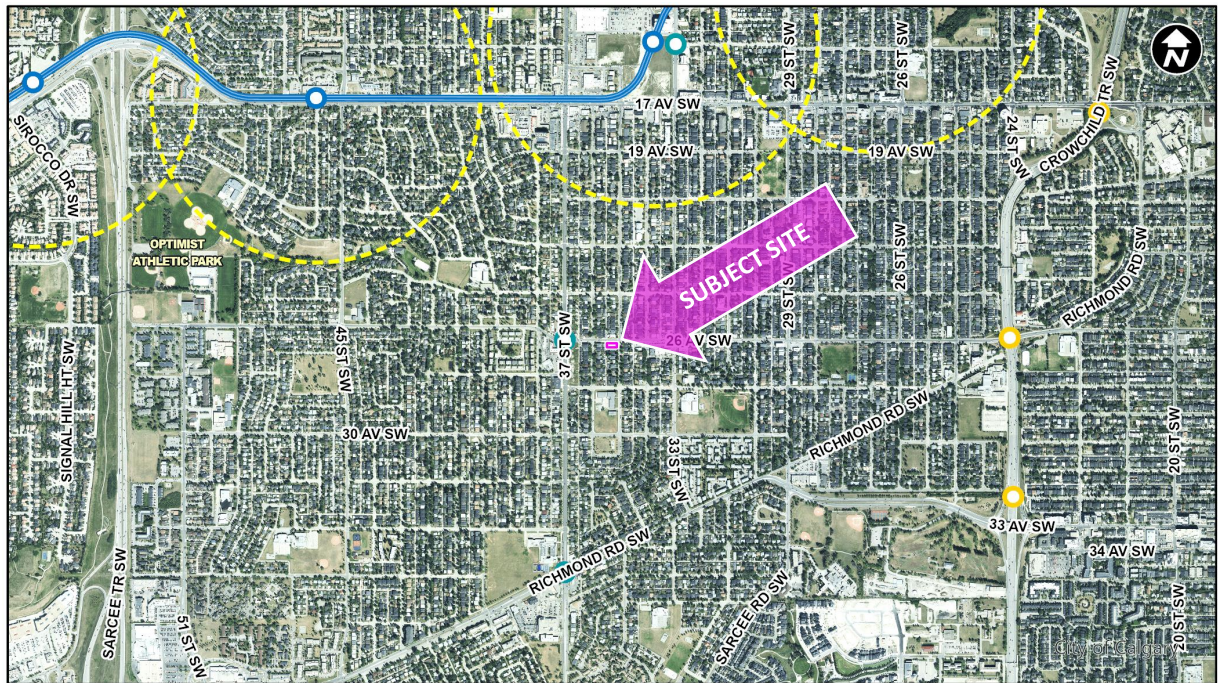 N
17 AV SW
29 ST SW
26 ST SW
CROWCHILD TR SW
24 ST SW
19 AV SW
19 AV SW
SIROCCO DR SW
OPTIMIST
ATHLETIC PARK
SUBJECT SITE
29 ST SW
26 ST SW
RICHMOND RD SW
26 AV SW
37 ST SW
45 ST SW
SIGNAL HILL HT SW
30 AV SW
RICHMOND RD SW
33 ST SW
20 ST SW
33 AV SW
34 AV SW
RICHMOND RD SW
SARCEE TR SW
51 ST SW
SARCEE RD SW
20 ST SW
City of Calgary